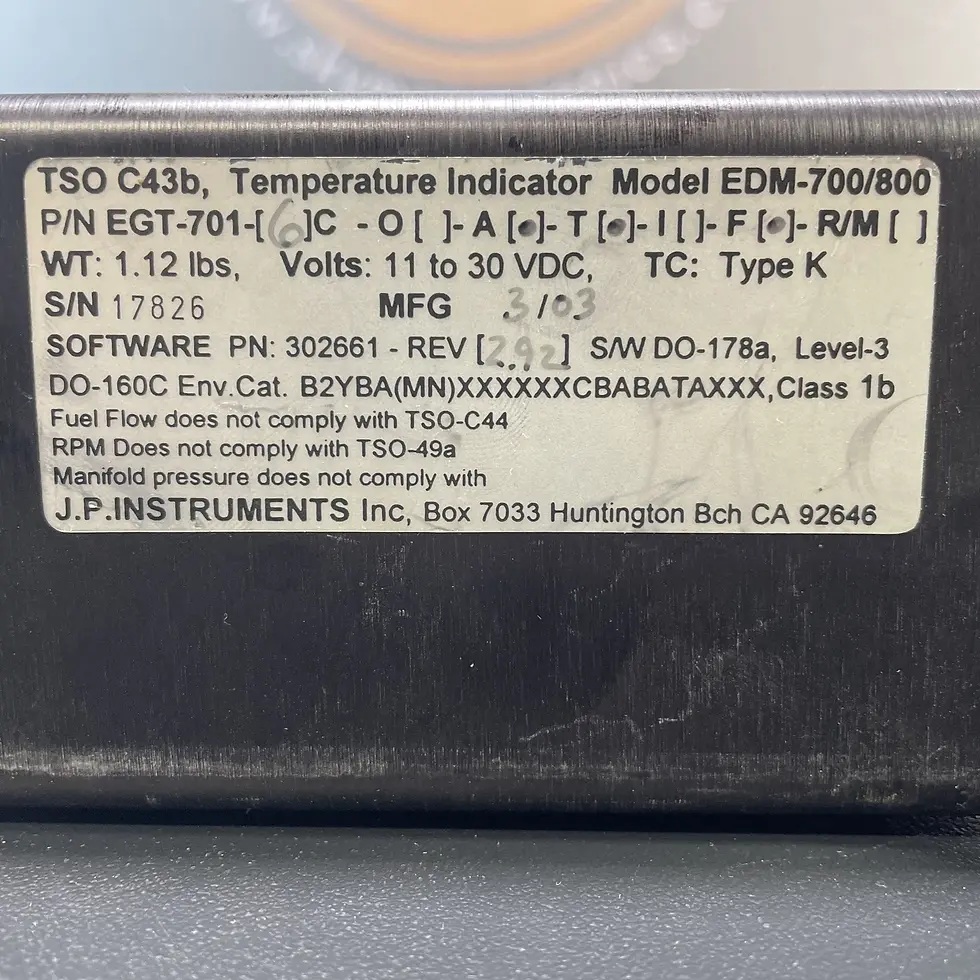 TSO C43b, Temperature Indicator Model EDM-700/800
P/N EGT-701-[6]C - O [ ]- A [•]- T [•]- I [ ]- F [•]- R/M [ ]
WT: 1.12 lbs, Volts: 11 to 30 VDC, TC: Type K
S/N 17826 MFG 3/03
SOFTWARE PN: 302661 - REV [292] S/W DO-178a, Level-3
DO-160C Env.Cat. B2YBA(MN)XXXXXXCBABATAXXX,Class 1b
Fuel Flow does not comply with TSO-C44
RPM Does not comply with TSO-49a
Manifold pressure does not comply with
J.P.INSTRUMENTS Inc, Box 7033 Huntington Bch CA 92646